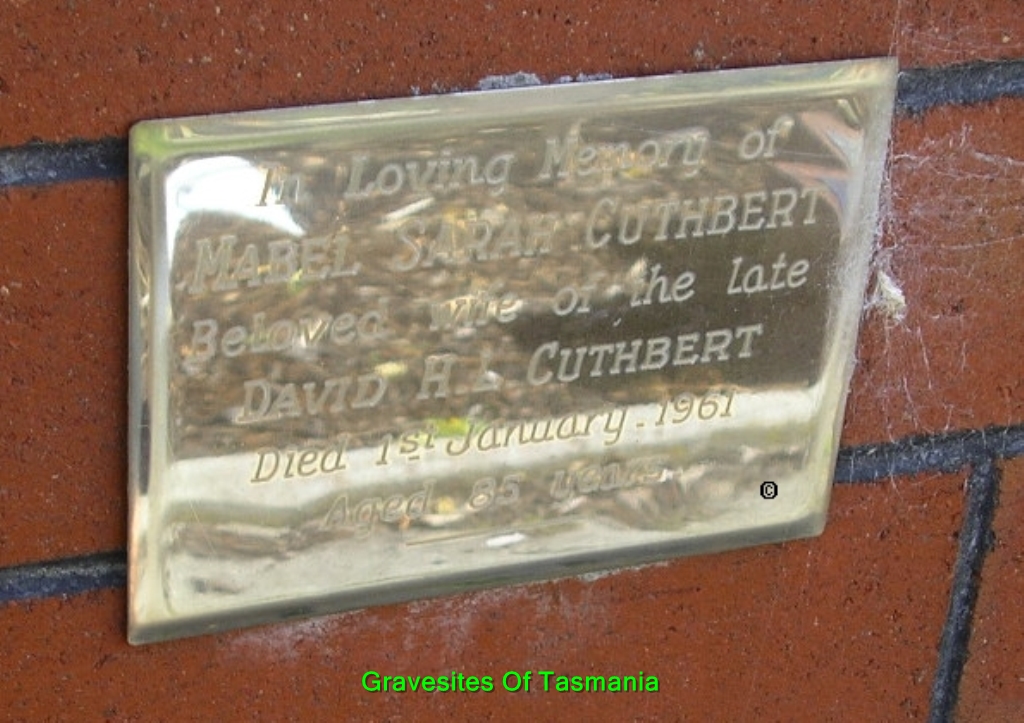 In Loving Memory of
MABEL SARAH CUTHBERT
Beloved wife of the late
DAVID H L CUTHBERT
Died 1st January. 1961
Aged 85 years
©
Gravesites Of Tasmania